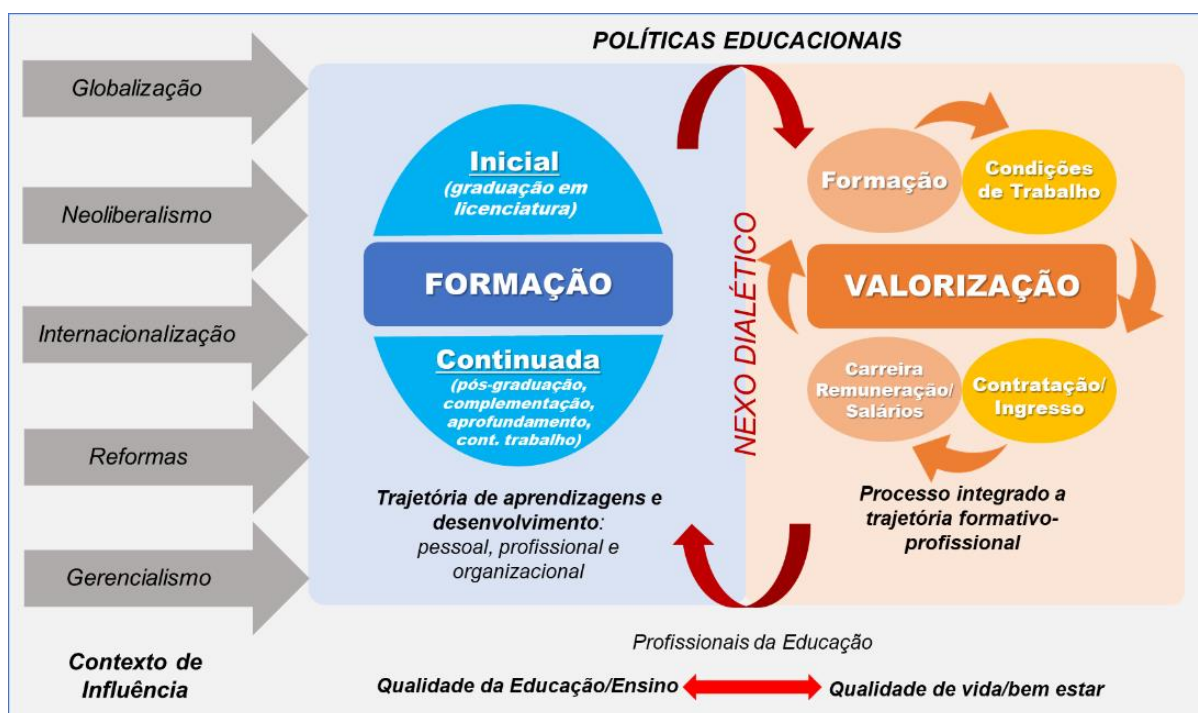 POLÍTICAS EDUCACIONAIS
Globalização
Neoliberalismo
Internacionalização
Reformas
Gerencialismo
Contexto de
Influência
Inicial
(graduação em
licenciatura)
FORMAÇÃO
Continuada
(pós-graduação,
complementação,
aprofundamento,
cont. trabalho)
Trajetória de aprendizagens e
desenvolvimento:
pessoal, profissional e
organizacional
NEXO DIALÉTICO
Formação
Condições
de Trabalho
VALORIZAÇÃO
Carreira
Remuneração/
Salários
Contratação/
Ingresso
Processo integrado a
trajetória formativo-
profissional
Profissionais da Educação
Qualidade da Educação/Ensino
Qualidade de vida/bem estar